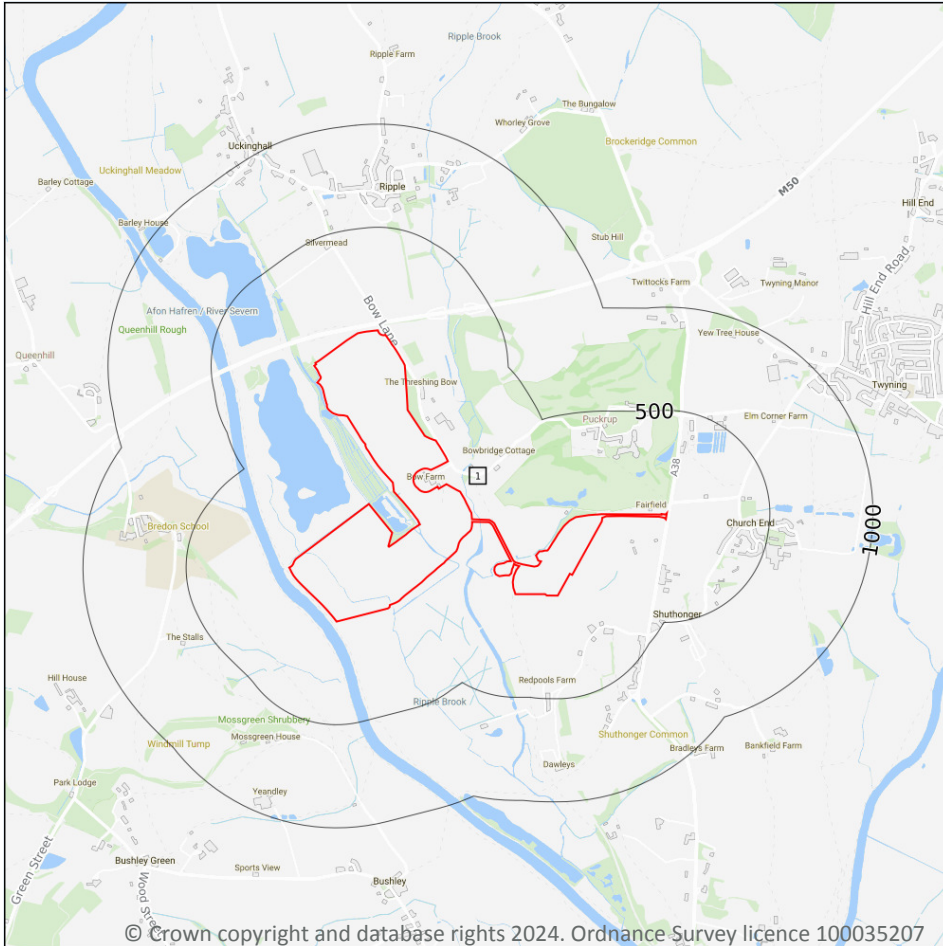 Ripple Brook
Ripple Farm
The Bungalow
Whorley Grove
Uckinghall
Brockeridge Common
Uckinghall Meadow
Barley Cottage
Ripple
M50
Hill End
Barley House
Silvermead
Stub Hill
Twittocks Farm
Twyning Manor
Hill End Road
Afon Hafren / River Severn
Bow Lane
Queenhill Rough
Yew Tree House
Queenhill
The Threshing Bow
Twyning
500
Puckrup
Elm Corner Farm
Bowbridge Cottage
A38
Bow Farm
1
Fairfield
Bredon School
Church End
1000
Shuthonger
The Stalls
Hill House
Redpools Farm
Ripple Brook
Mossgreen Shrubbery
Mossgreen House
Windmill Tump
Shuthonger Common
Bradleys Farm
Bankfield Farm
Dawleys
Park Lodge
Yeandley
Green Street
Bushley Green
Sports View
Wood Street
Bushley
© Crown copyright and database rights 2024. Ordnance Survey licence 100035207